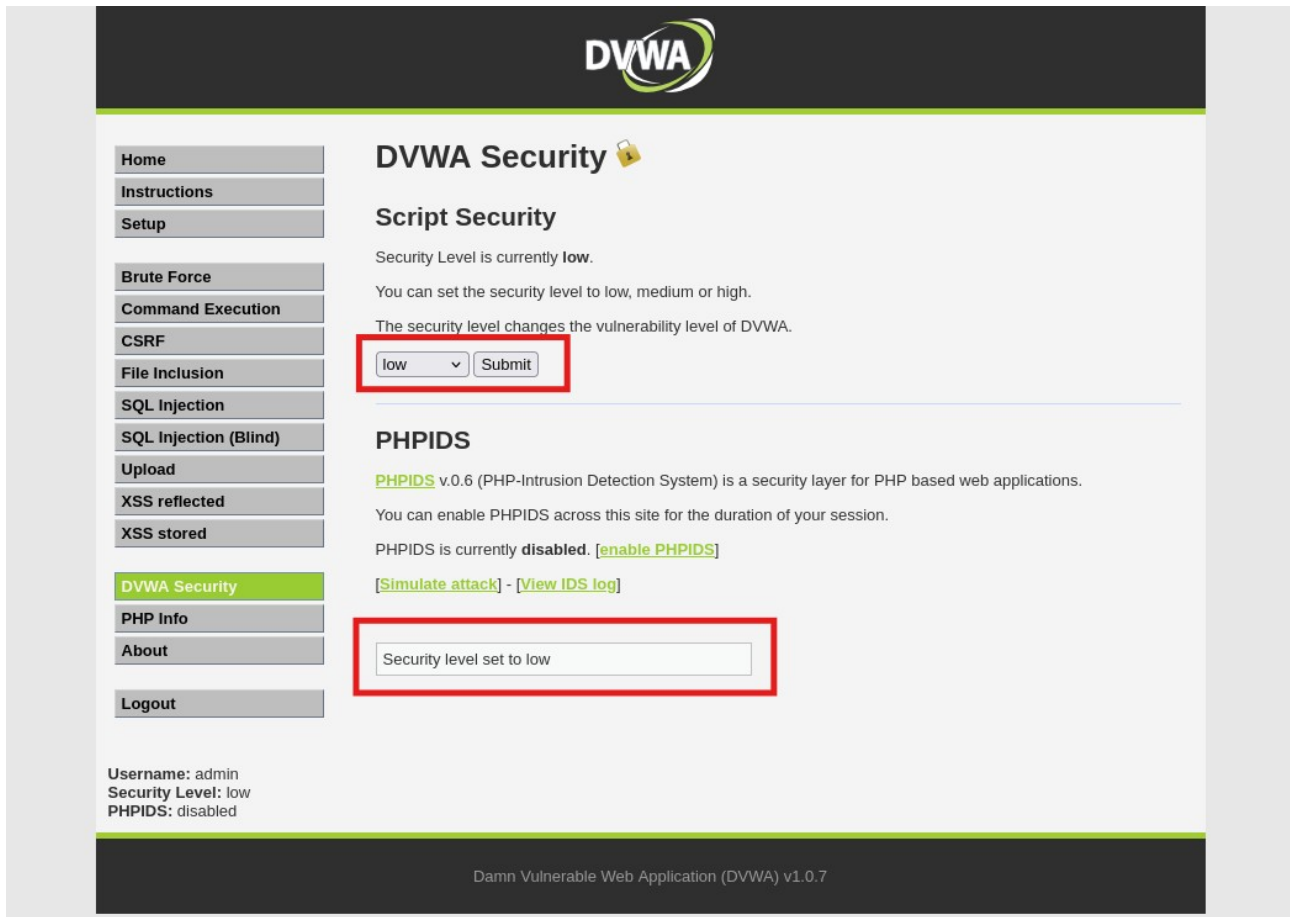 DVWA
Home
Instructions
Setup
Brute Force
Command Execution
CSRF
File Inclusion
SQL Injection
SQL Injection (Blind)
Upload
XSS reflected
XSS stored
DVWA Security
PHP Info
About
Logout
Username: admin
Security Level: low
PHPIDS: disabled
DVWA Security
Script Security
Security Level is currently low.
You can set the security level to low, medium or high.
The security level changes the vulnerability level of DVWA.
low Submit
PHPIDS
PHPIDS v.0.6 (PHP-Intrusion Detection System) is a security layer for PHP based web applications.
You can enable PHPIDS across this site for the duration of your session.
PHPIDS is currently disabled. [enable PHPIDS]
[Simulate attack] - [View IDS log]
Security level set to low
Damn Vulnerable Web Application (DVWA) v1.0.7